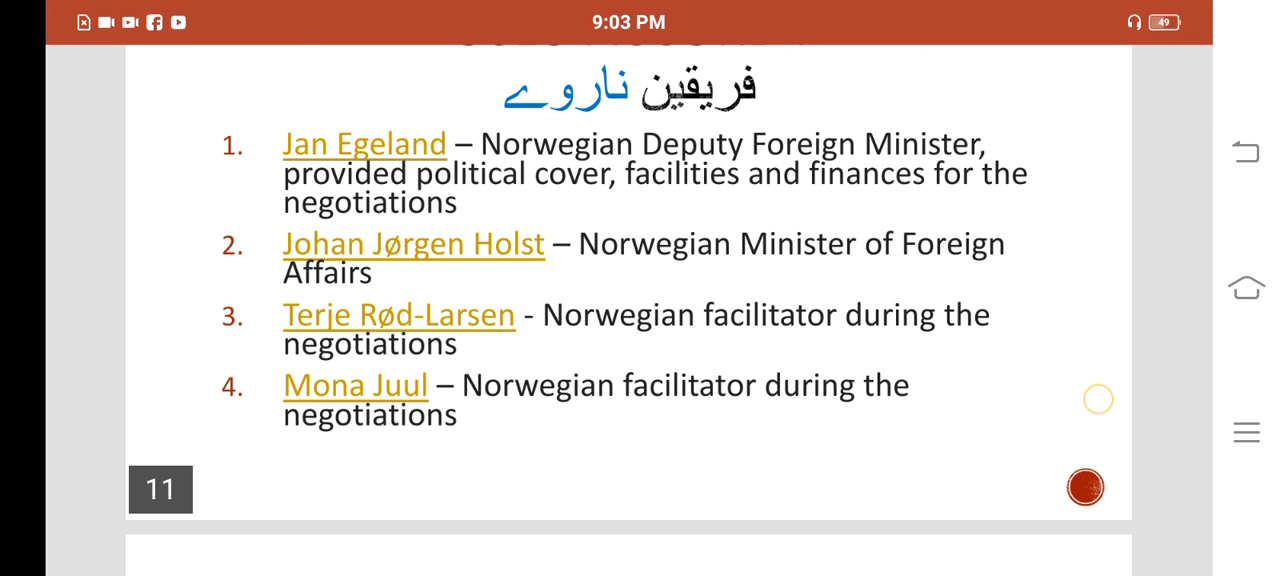 9:03 PM
49
فریقین ناروے
1. Jan Egeland – Norwegian Deputy Foreign Minister,
provided political cover, facilities and finances for the
negotiations
2. Johan Jørgen Holst – Norwegian Minister of Foreign
Affairs
3. Terje Rød-Larsen - Norwegian facilitator during the
negotiations
4. Mona Juul – Norwegian facilitator during the
negotiations
11